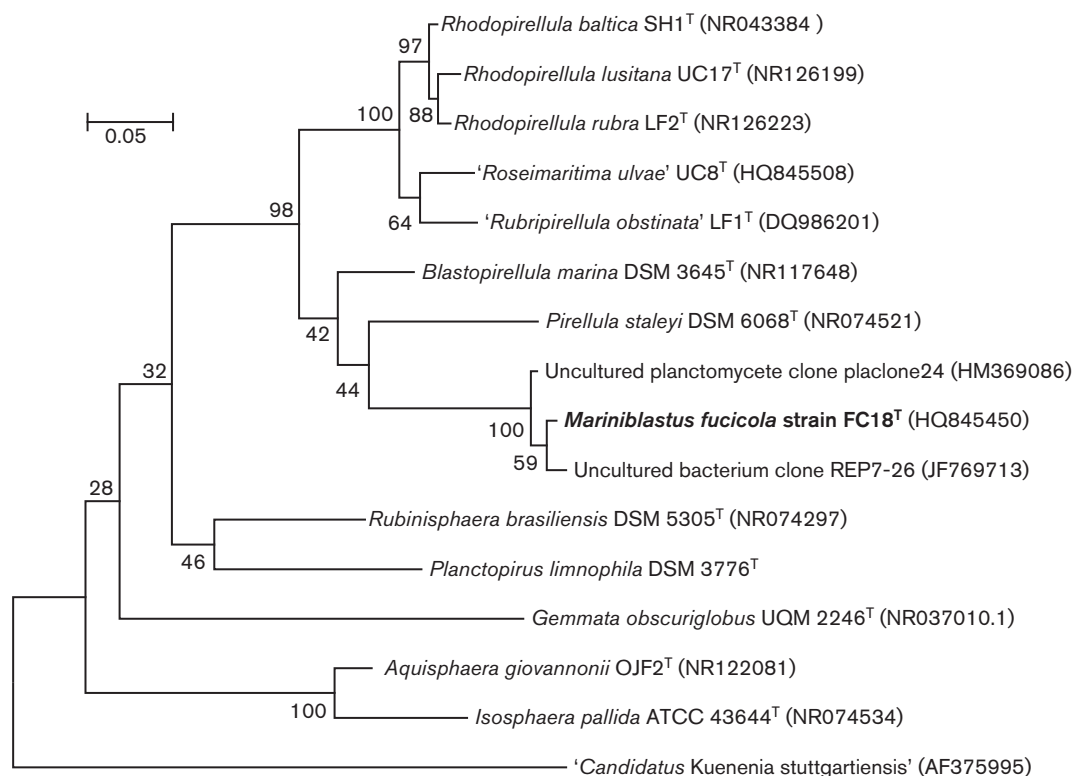 Rhodopirellula baltica SH1ᵀ (NR043384 )
97
Rhodopirellula lusitana UC17ᵀ (NR126199)
100
88
Rhodopirellula rubra LF2ᵀ (NR126223)
0.05
‘Roseimaritima ulvae’ UC8ᵀ (HQ845508)
98
64
‘Rubripirellula obstinata’ LF1ᵀ (DQ986201)
Blastopirellula marina DSM 3645ᵀ (NR117648)
42
Pirellula staleyi DSM 6068ᵀ (NR074521)
32
44
Uncultured planctomycete clone placlone24 (HM369086)
100
Mariniblastus fucicola strain FC18ᵀ (HQ845450)
59
Uncultured bacterium clone REP7-26 (JF769713)
28
Rubinisphaera brasiliensis DSM 5305ᵀ (NR074297)
46
Planctopirus limnophila DSM 3776ᵀ
Gemmata obscuriglobus UQM 2246ᵀ (NR037010.1)
Aquisphaera giovannonii OJF2ᵀ (NR122081)
100
Isosphaera pallida ATCC 43644ᵀ (NR074534)
‘Candidatus Kuenenia stuttgartiensis’ (AF375995)